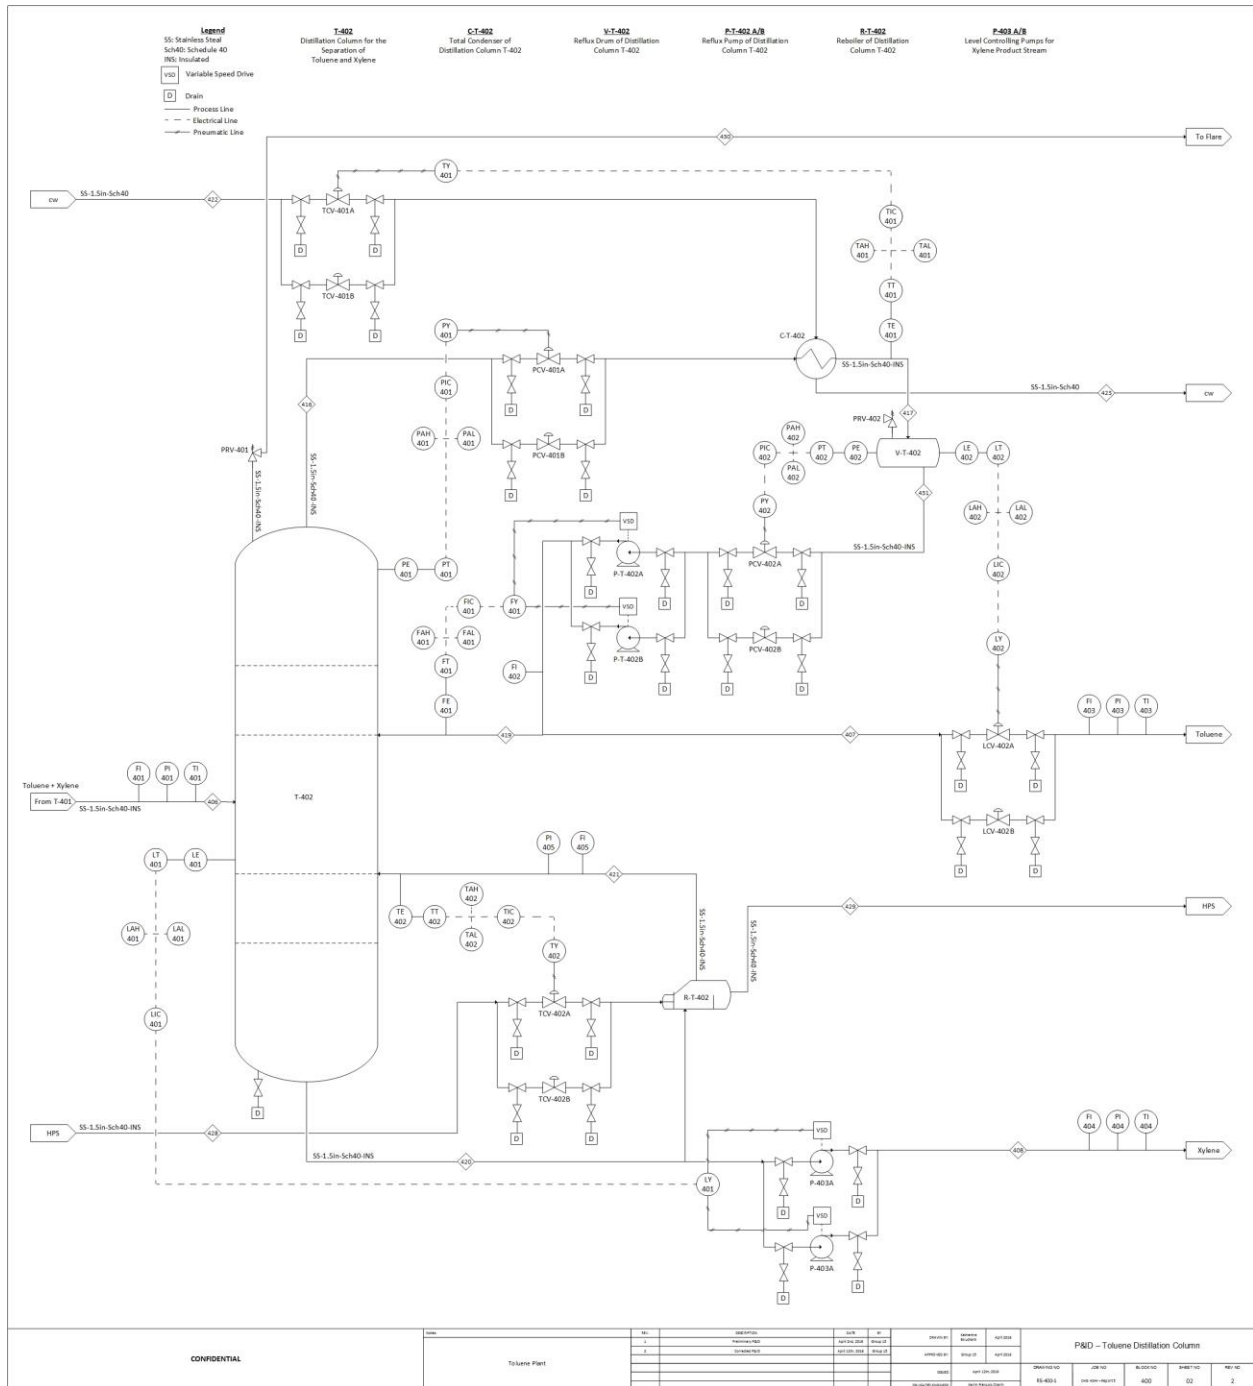 Legend
SS: Stainless Steal
Sch40: Schedule 40
INS: Insulated
VSD Variable Speed Drive
D Drain
Process Line
Electrical Line
Pneumatic Line
T-402
Distillation Column for the
Separation of
Toluene and Xylene
C-T-402
Total Condenser of
Distillation Column T-402
V-T-402
Reflux Drum of Distillation
Column T-402
P-T-402 A/B
Reflux Pump of Distillation
Column T-402
R-T-402
Reboiler of Distillation
Column T-402
P-403 A/B
Level Controlling Pumps for
Xylene Product Stream
430
To Flare
TY
401
cw
SS-1.5in-Sch40
422
TCV-401A
D
D
TIC
401
TAH
401
TAL
401
TT
401
TCV-401B
D
D
TE
401
PY
401
C-T-402
PCV-401A
SS-1.5in-Sch40-INS
PIC
401
D
D
SS-1.5in-Sch40
423
cw
416
417
PRV-402
PAH
401
PAL
401
PCV-401B
D
D
PRV-401
SS-1.5in-Sch40-INS
SS-1.5in-Sch40-INS
PIC
402
PAH
402
PAL
402
PT
402
PE
402
V-T-402
LE
402
LT
402
431
PY
402
LAH
402
LAL
402
VSD
P-T-402A
D
D
PCV-402A
D
D
SS-1.5in-Sch40-INS
PE
401
PT
401
LIC
402
FIC
401
FY
401
VSD
FAH
401
FAL
401
P-T-402B
D
D
PCV-402B
D
D
LY
402
FT
401
FI
402
FE
401
419
407
LCV-402A
D
D
FI
403
PI
403
TI
403
Toluene
FI
401
PI
401
TI
401
Toluene + Xylene
From T-401
SS-1.5in-Sch40-INS
406
T-402
LCV-402B
D
D
LT
401
LE
401
PI
405
FI
405
421
TE
402
TT
402
TAH
402
TAL
402
TIC
402
TY
402
LAH
401
LAL
401
429
HPS
SS-1.5in-Sch40-INS
SS-1.5in-Sch40-INS
R-T-402
LIC
401
TCV-402A
D
D
TCV-402B
D
D
D
HPS
SS-1.5in-Sch40-INS
428
SS-1.5in-Sch40-INS
420
LY
401
VSD
P-403A
D
D
FI
404
PI
404
TI
404
408
Xylene
VSD
P-403A
D
D
CONFIDENTIAL
Notes
Toluene Plant
P&ID – Toluene Distillation Column
400
02
2